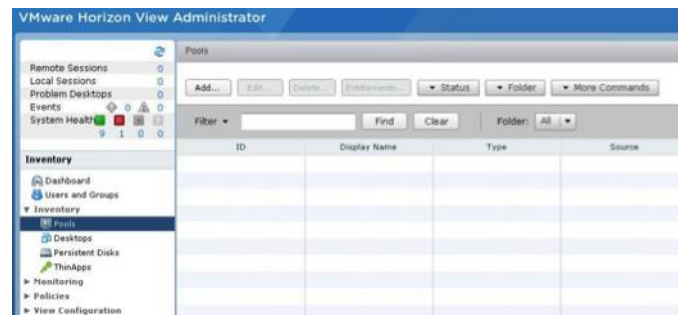 VMware Horizon View Administrator
Remote Sessions 0
Local Sessions 0
Problem Desktops 0
Events 0 0
System Health
9 1 0 0
Inventory
Dashboard
Users and Groups
Inventory
Pools
Desktops
Persistent Disks
ThinApps
Monitoring
Policies
View Configuration
Pools
Add... Edit... Delete... Entitlements... Status Folder More Commands
Filter Find Clear Folder: All
ID Display Name Type Source